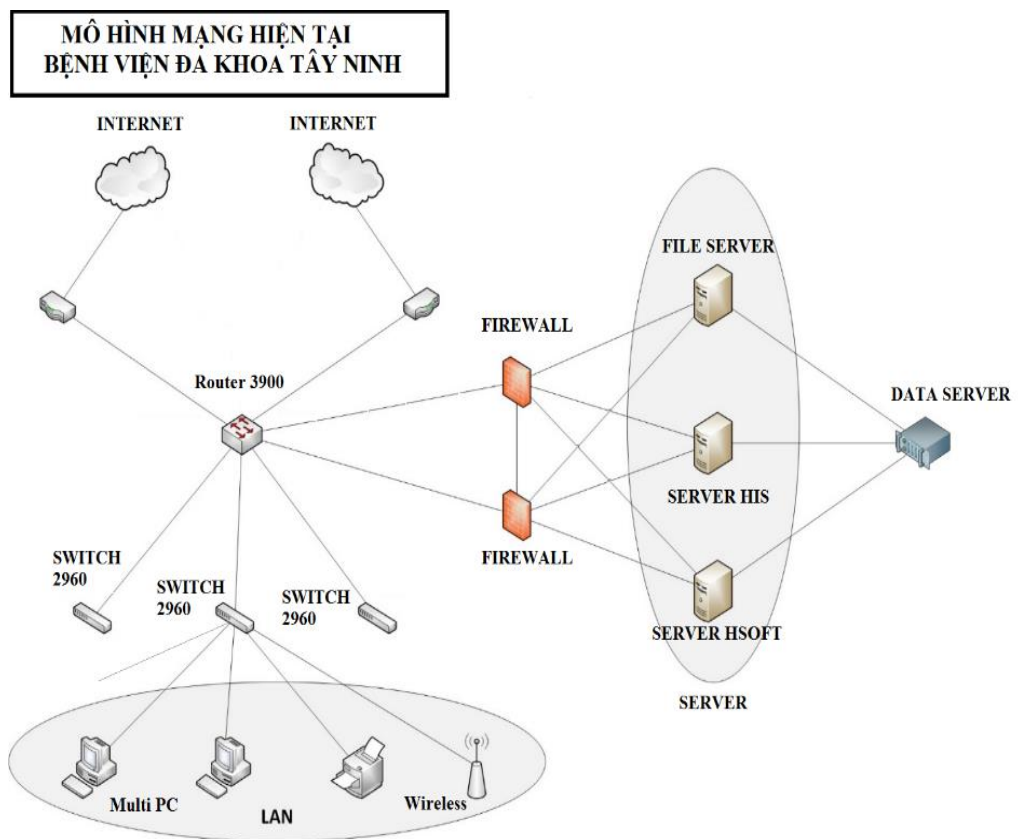 MÔ HÌNH MẠNG HIỆN TẠI
BỆNH VIỆN ĐA KHOA TÂY NINH
INTERNET
INTERNET
FILE SERVER
FIREWALL
Router 3900
DATA SERVER
SERVER HIS
FIREWALL
SWITCH
2960
SWITCH
2960
SWITCH
2960
SERVER HSOFT
SERVER
Multi PC
LAN
Wireless